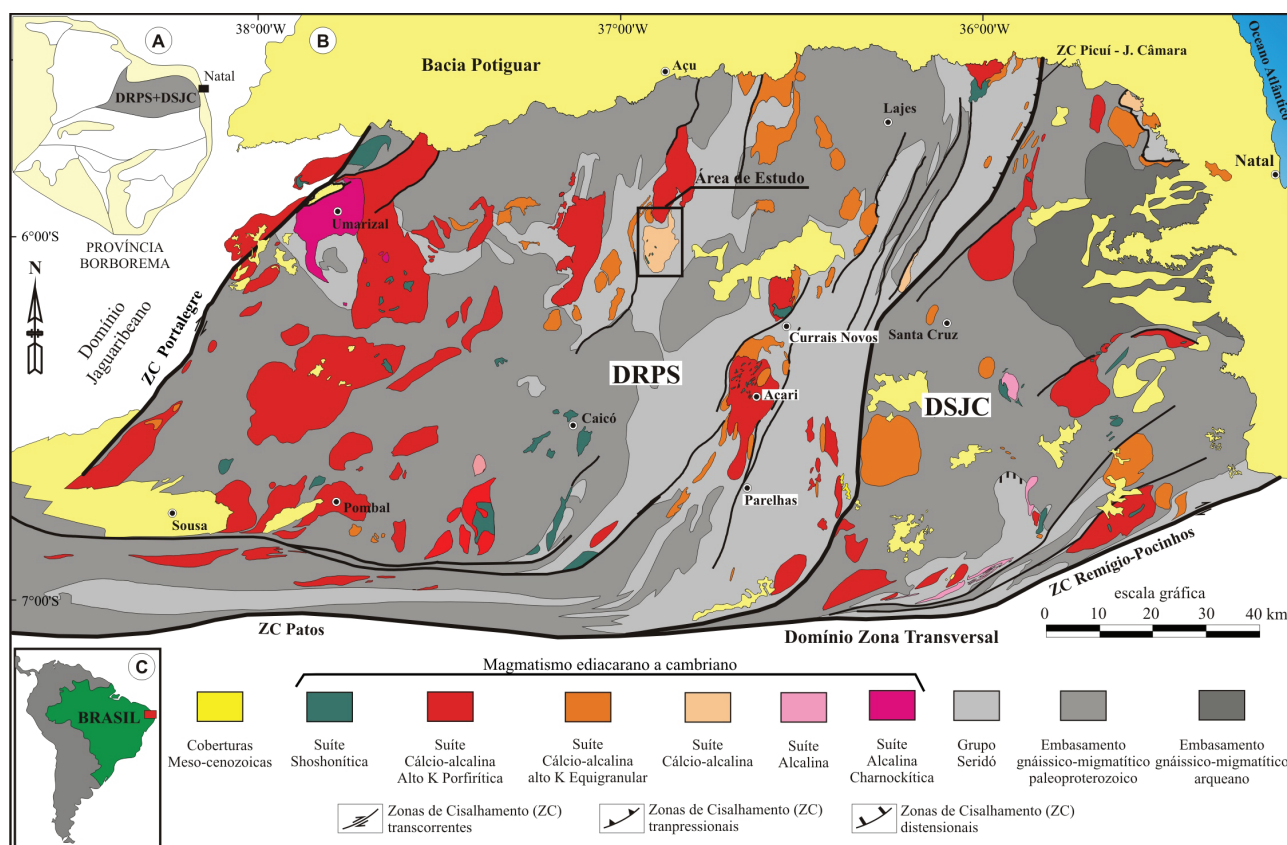 38°00'W
37°00'W
36°00'W
A
B
ZC Picuí - J. Câmara
Oceano Atlântico
Bacia Potiguar
Açu
Natal
DRPS+DSJC
Lajes
Natal
Área de Estudo
Umarizal
6°00'S
PROVÍNCIA
BORBOREMA
N
Domínio
Jaguaribeano
ZC Portalegre
Santa Cruz
Currais Novos
DRPS
Acari
DSJC
Caicó
Parelhas
Pombal
Sousa
ZC Remígio-Pocinhos
7°00'S
escala gráfica
0 10 20 30 40 km
ZC Patos
Domínio Zona Transversal
C
BRASIL
Magmatismo ediacarano a cambriano
Coberturas
Meso-cenozoicas
Suíte
Shoshonítica
Suíte
Cálcio-alcalina
Alto K Porfirítica
Suíte
Cálcio-alcalina
alto K Equigranular
Suíte
Cálcio-alcalina
Suíte
Alcalina
Suíte
Alcalina
Charnockítica
Grupo
Seridó
Embasamento
gnáissico-migmatítico
paleoproterozoico
Embasamento
gnáissico-migmatítico
arqueano
Zonas de Cisalhamento (ZC)
transcorrentes
Zonas de Cisalhamento (ZC)
tranpressionais
Zonas de Cisalhamento (ZC)
distensionais